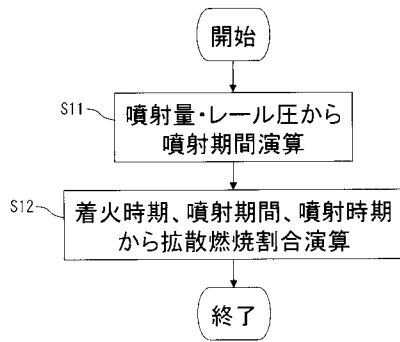 開始
S11
噴射量・レール圧から
噴射期間演算
S12
着火時期、噴射期間、噴射時期
から拡散燃焼割合演算
終了